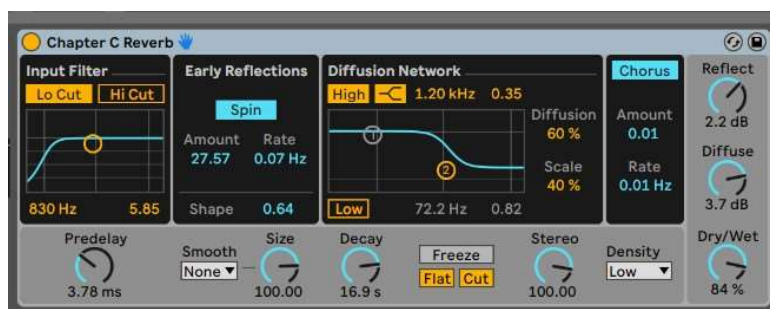 Chapter C Reverb
Input Filter
Lo Cut Hi Cut
830 Hz 5.85
Early Reflections
Spin
Amount Rate
27.57 0.07 Hz
Shape 0.64
Diffusion Network
High 1.20 kHz 0.35
Diffusion
60 %
Scale
40 %
1
2
Low 72.2 Hz 0.82
Chorus
Amount
0.01
Rate
0.01 Hz
Reflect
2.2 dB
Diffuse
3.7 dB
Dry/Wet
84 %
Predelay
3.78 ms
Smooth
None
Size
100.00
Decay
16.9 s
Freeze
Flat Cut
Stereo
100.00
Density
Low